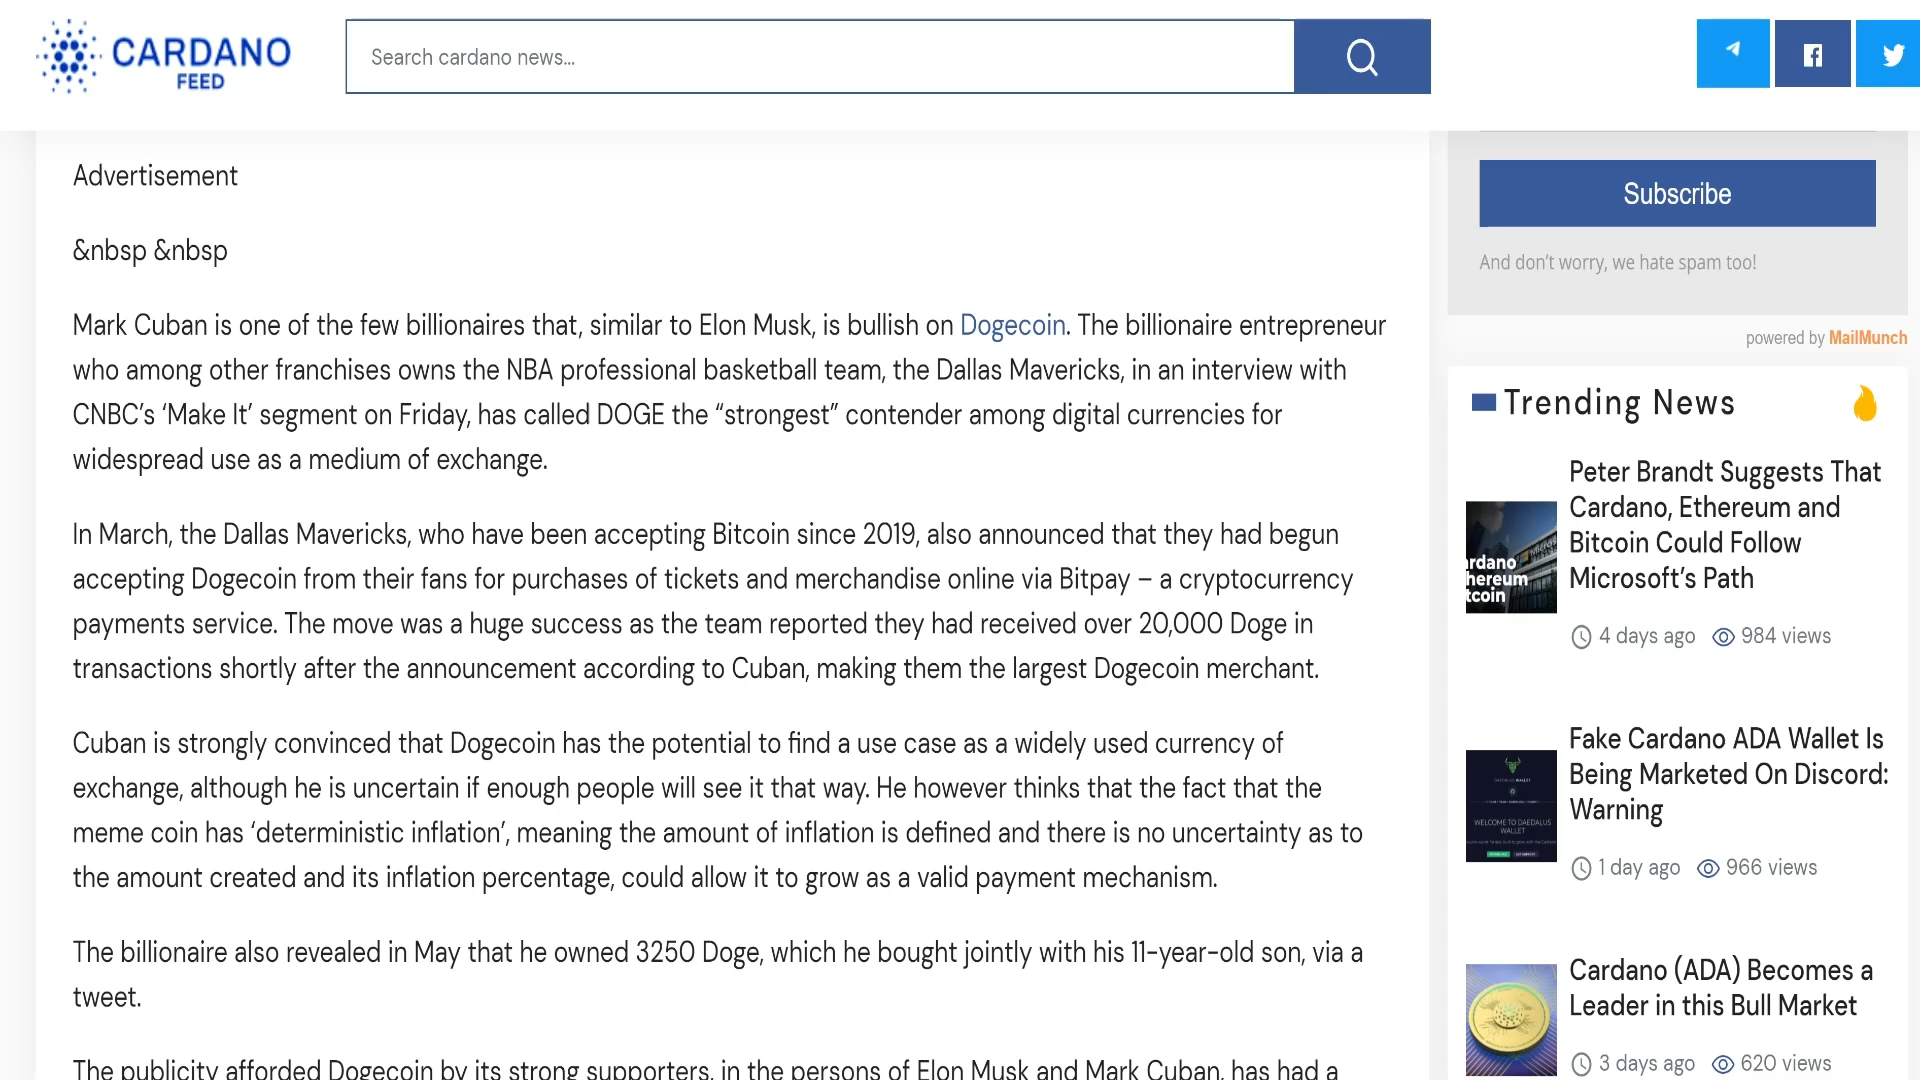 CARDANO
FEED
Search cardano news...
Advertisement
&nbsp &nbsp
Mark Cuban is one of the few billionaires that, similar to Elon Musk, is bullish on Dogecoin. The billionaire entrepreneur
who among other franchises owns the NBA professional basketball team, the Dallas Mavericks, in an interview with
CNBC’s ‘Make It’ segment on Friday, has called DOGE the “strongest” contender among digital currencies for
widespread use as a medium of exchange.
In March, the Dallas Mavericks, who have been accepting Bitcoin since 2019, also announced that they had begun
accepting Dogecoin from their fans for purchases of tickets and merchandise online via Bitpay – a cryptocurrency
payments service. The move was a huge success as the team reported they had received over 20,000 Doge in
transactions shortly after the announcement according to Cuban, making them the largest Dogecoin merchant.
Cuban is strongly convinced that Dogecoin has the potential to find a use case as a widely used currency of
exchange, although he is uncertain if enough people will see it that way. He however thinks that the fact that the
meme coin has ‘deterministic inflation’, meaning the amount of inflation is defined and there is no uncertainty as to
the amount created and its inflation percentage, could allow it to grow as a valid payment mechanism.
The billionaire also revealed in May that he owned 3250 Doge, which he bought jointly with his 11-year-old son, via a
tweet.
The publicity afforded Dogecoin by its strong supporters, in the persons of Elon Musk and Mark Cuban, has had a
Subscribe
And don’t worry, we hate spam too!
powered by MailMunch
Trending News
Peter Brandt Suggests That
Cardano, Ethereum and
Bitcoin Could Follow
Microsoft’s Path
rdano
hereum
tcoin
4 days ago 984 views
Fake Cardano ADA Wallet Is
Being Marketed On Discord:
Warning
WELCOME TO DAEDALUS
WALLET
1 day ago 966 views
Cardano (ADA) Becomes a
Leader in this Bull Market
3 days ago 620 views